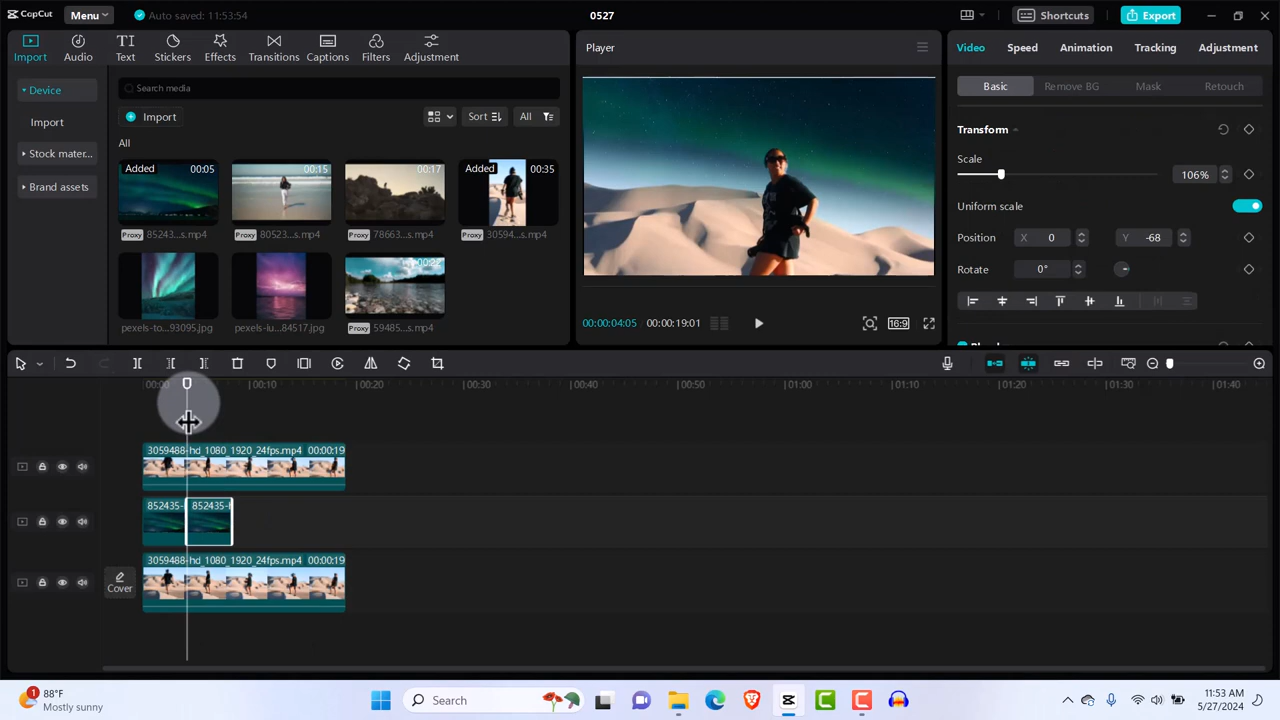 CapCut Menu Auto saved: 11:53:54 0527 Shortcuts Export
Import Audio Text Stickers Effects Transitions Captions Filters Adjustment
Device
Import
Stock mater...
Brand assets
Search media
Import Sort All
All
Added 00:05 00:15 00:17 Added 00:35
Proxy 85243...s.mp4 Proxy 80523...s.mp4 Proxy 78663...s.mp4 Proxy 30594...s.mp4
00:22
pexels-to...93095.jpg pexels-lu...84517.jpg Proxy 59485...s.mp4
Player
00:00:04:05 00:00:19:01 16:9
Video Speed Animation Tracking Adjustment
Basic Remove BG Mask Retouch
Transform
Scale
106%
Uniform scale
Position X 0 Y -68
Rotate 0°
00:00 00:10 00:20 00:30 00:40 00:50 01:00 01:10 01:20 01:30 01:40
3059488-hd_1080_1920_24fps.mp4 00:00:19
852435- 852435-
3059488-hd_1080_1920_24fps.mp4 00:00:19
Cover
1 88°F
Mostly sunny
Search
11:53 AM
5/27/2024